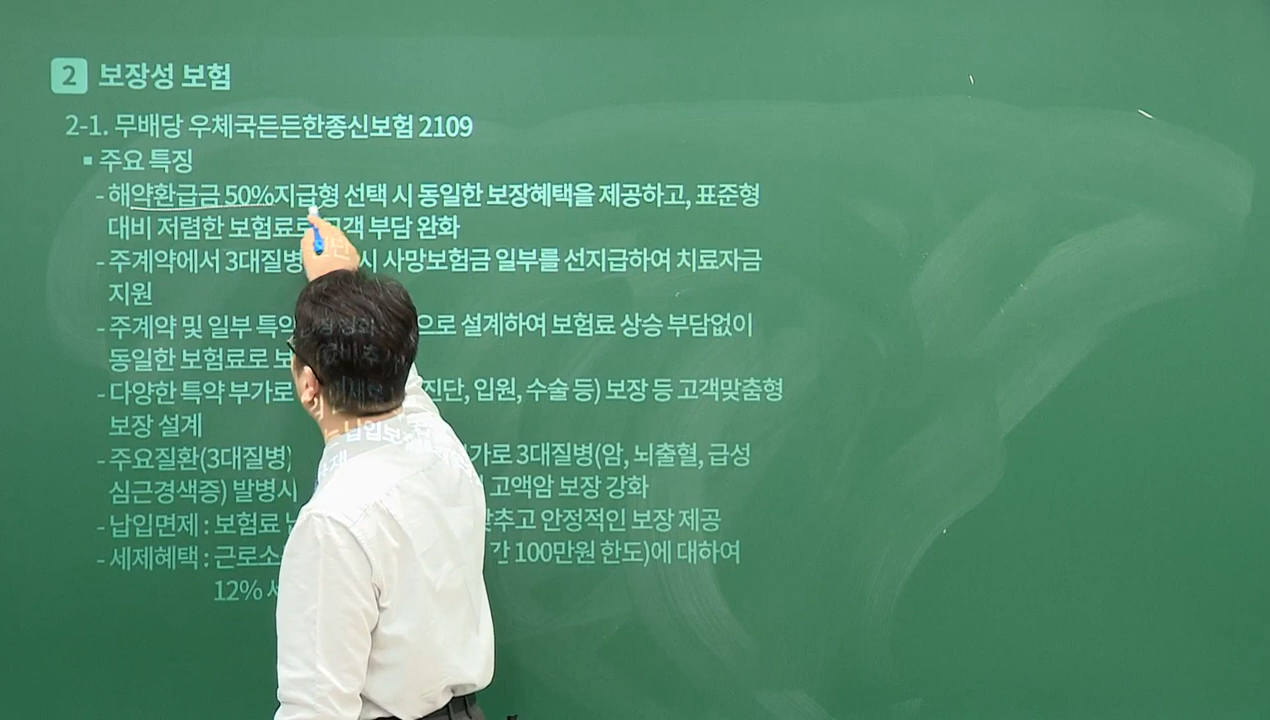 2 보장성 보험
2-1. 무배당 우체국든든한종신보험 2109
▪ 주요 특징
- 해약환급금 50%지급형 선택 시 동일한 보장혜택을 제공하고, 표준형
대비 저렴한 보험료로 고객 부담 완화
- 주계약에서 3대질병 진단 시 사망보험금 일부를 선지급하여 치료자금
지원
- 주계약 및 일부 특약 으로 설계하여 보험료 상승 부담없이
동일한 보험료로
- 다양한 특약 부가로 진단, 입원, 수술 등) 보장 등 고객맞춤형
보장 설계
- 주요질환(3대질병) 3대질병(암, 뇌출혈, 급성
심근경색증) 발병시 고액암 보장 강화
- 납입면제 : 보험료 낮추고 안정적인 보장 제공
- 세제혜택 : 100만원 한도)에 대하여
12%